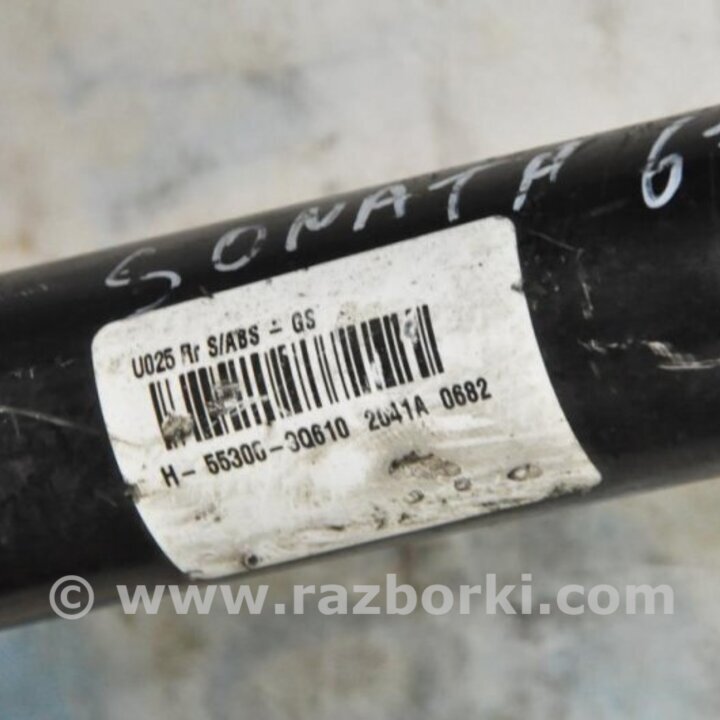 SONATA 6
U025 Rr S/ABS - GS
H- 55300-3Q610 2041A 0682
© www.razborki.com